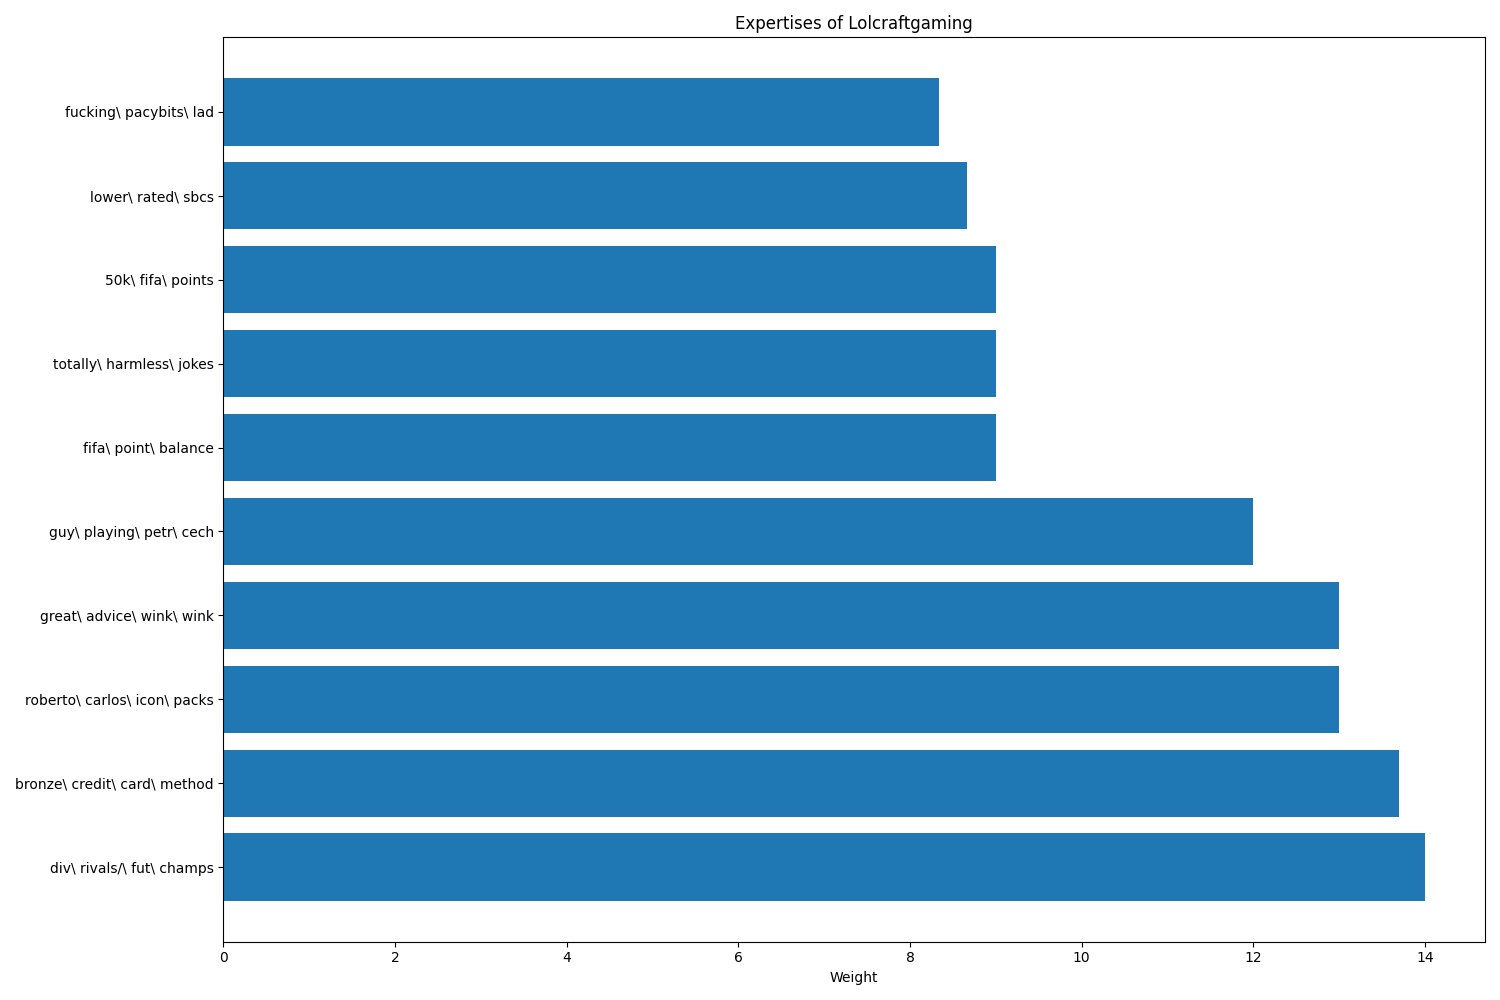 Expertises of Lolcraftgaming
fucking\ pacybits\ lad
lower\ rated\ sbcs
50k\ fifa\ points
totally\ harmless\ jokes
fifa\ point\ balance
guy\ playing\ petr\ cech
great\ advice\ wink\ wink
roberto\ carlos\ icon\ packs
bronze\ credit\ card\ method
div\ rivals/\ fut\ champs
0 2 4 6 8 10 12 14
Weight